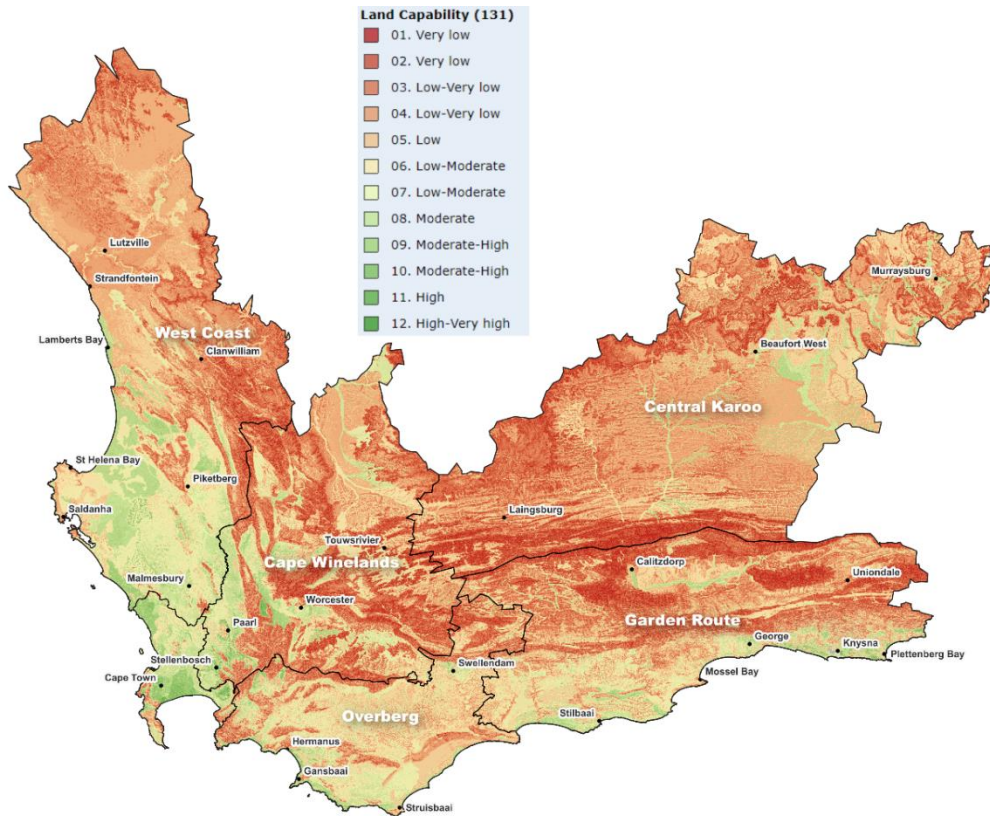 Land Capability (131)
01. Very low
02. Very low
03. Low-Very low
04. Low-Very low
05. Low
06. Low-Moderate
07. Low-Moderate
08. Moderate
09. Moderate-High
10. Moderate-High
11. High
12. High-Very high
Lutzville
Strandfontein
Murraysburg
West Coast
Lamberts Bay
Clanwilliam
Beaufort West
Central Karoo
St Helena Bay
Piketberg
Saldanha
Laingsburg
Touwsrivier
Cape Winelands
Calitzdorp
Uniondale
Malmesbury
Worcester
Garden Route
Paarl
George
Knysna
Plettenberg Bay
Stellenbosch
Swellendam
Mossel Bay
Cape Town
Overberg
Stilbaai
Hermanus
Gansbaai
Struisbaai